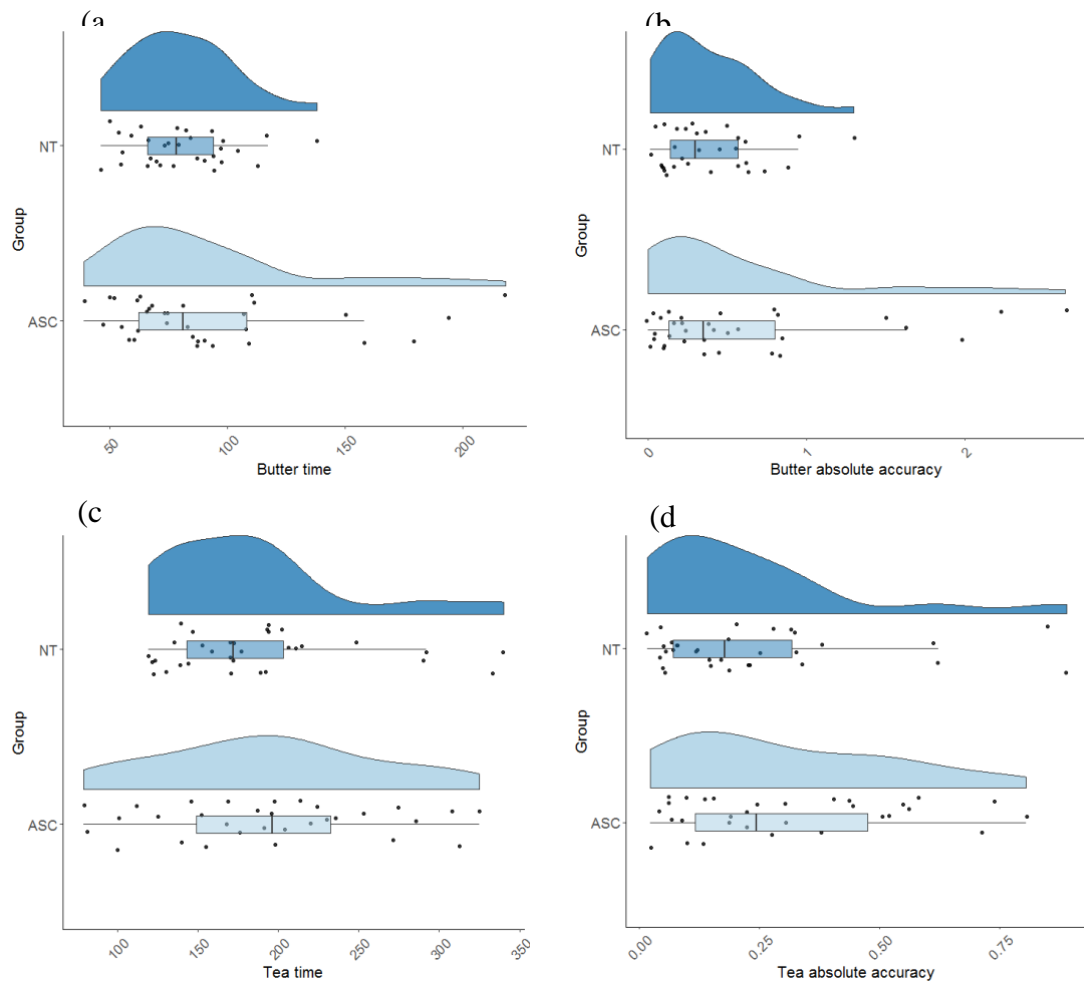 (a
NT
ASC
Group
50
100
150
200
Butter time
(b
NT
ASC
Group
0
1
2
Butter absolute accuracy
(c
NT
ASC
Group
100
150
200
250
300
350
Tea time
(d
NT
ASC
Group
0.00
0.25
0.50
0.75
Tea absolute accuracy